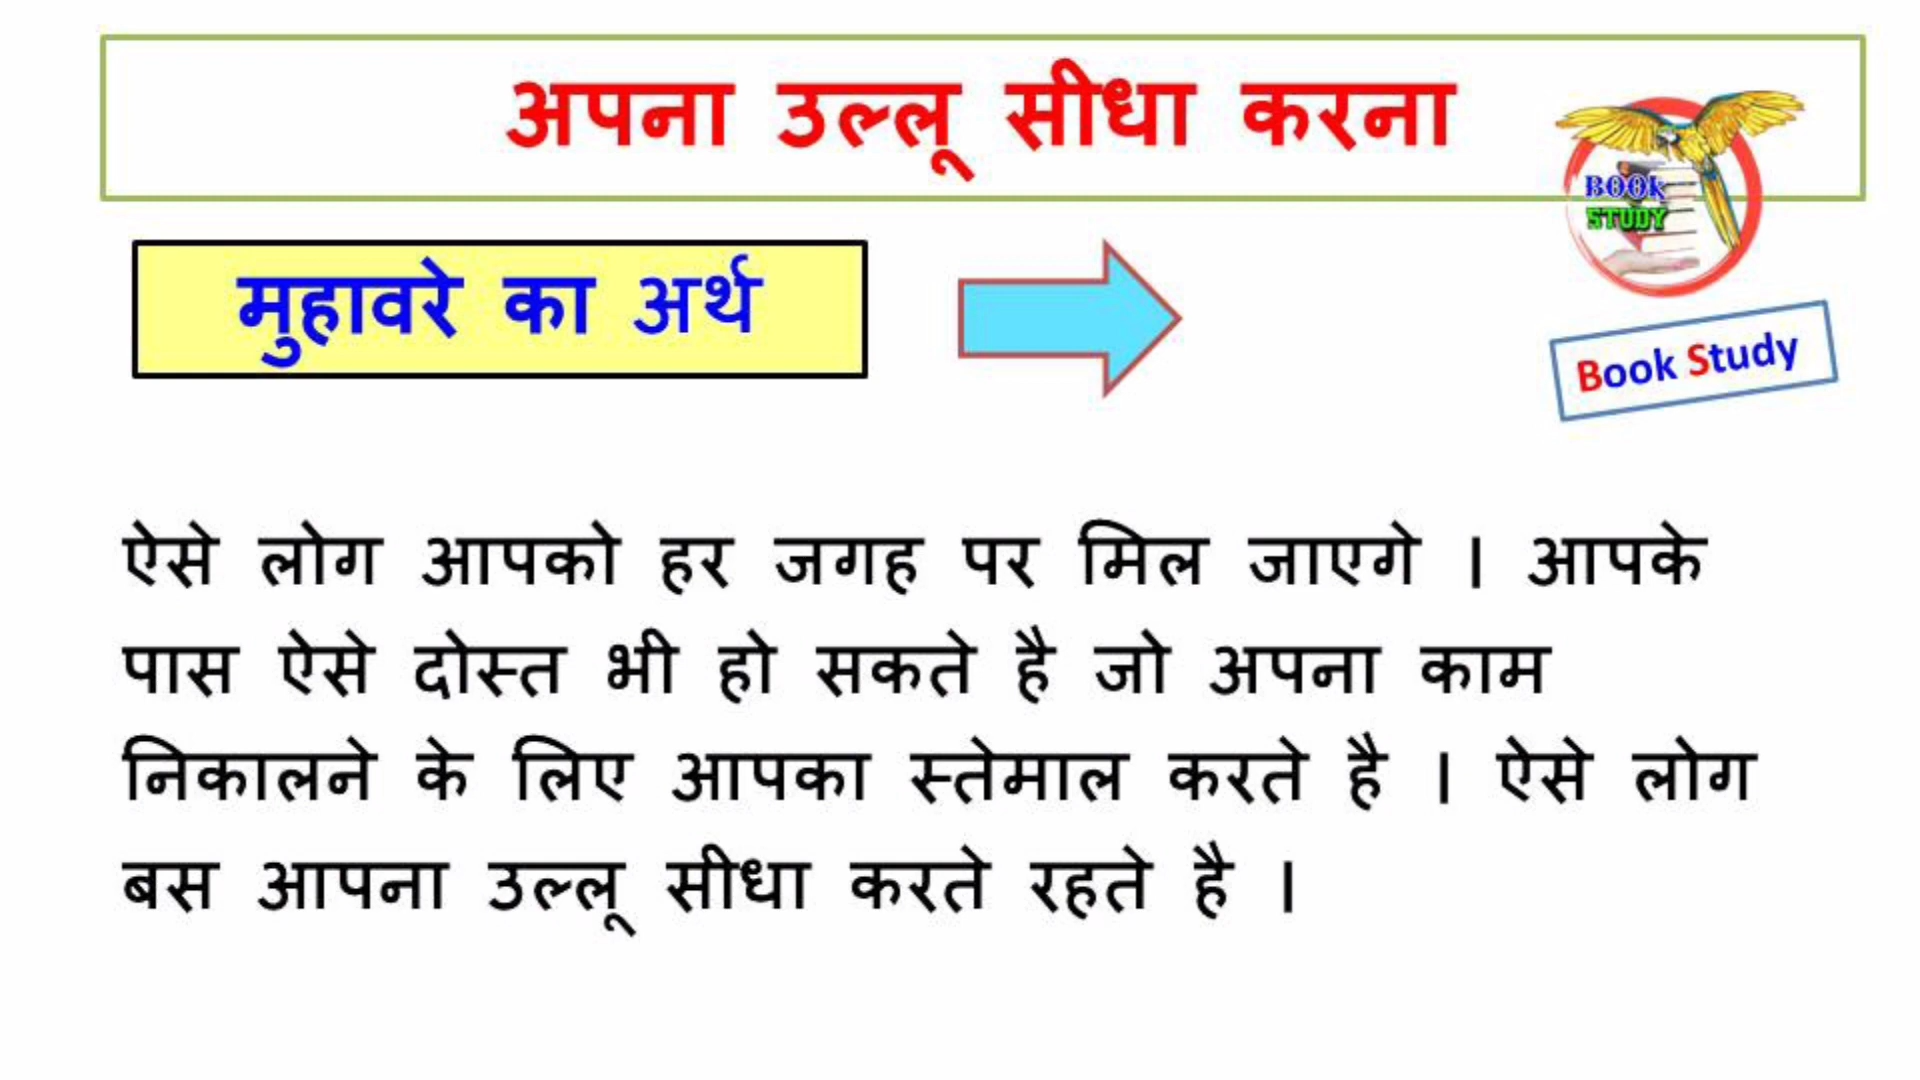 अपना उल्लू सीधा करना
BOOK
STUDY
मुहावरे का अर्थ
Book Study
ऐसे लोग आपको हर जगह पर मिल जाएगे । आपके
पास ऐसे दोस्त भी हो सकते है जो अपना काम
निकालने के लिए आपका स्तेमाल करते है । ऐसे लोग
बस आपना उल्लू सीधा करते रहते है ।